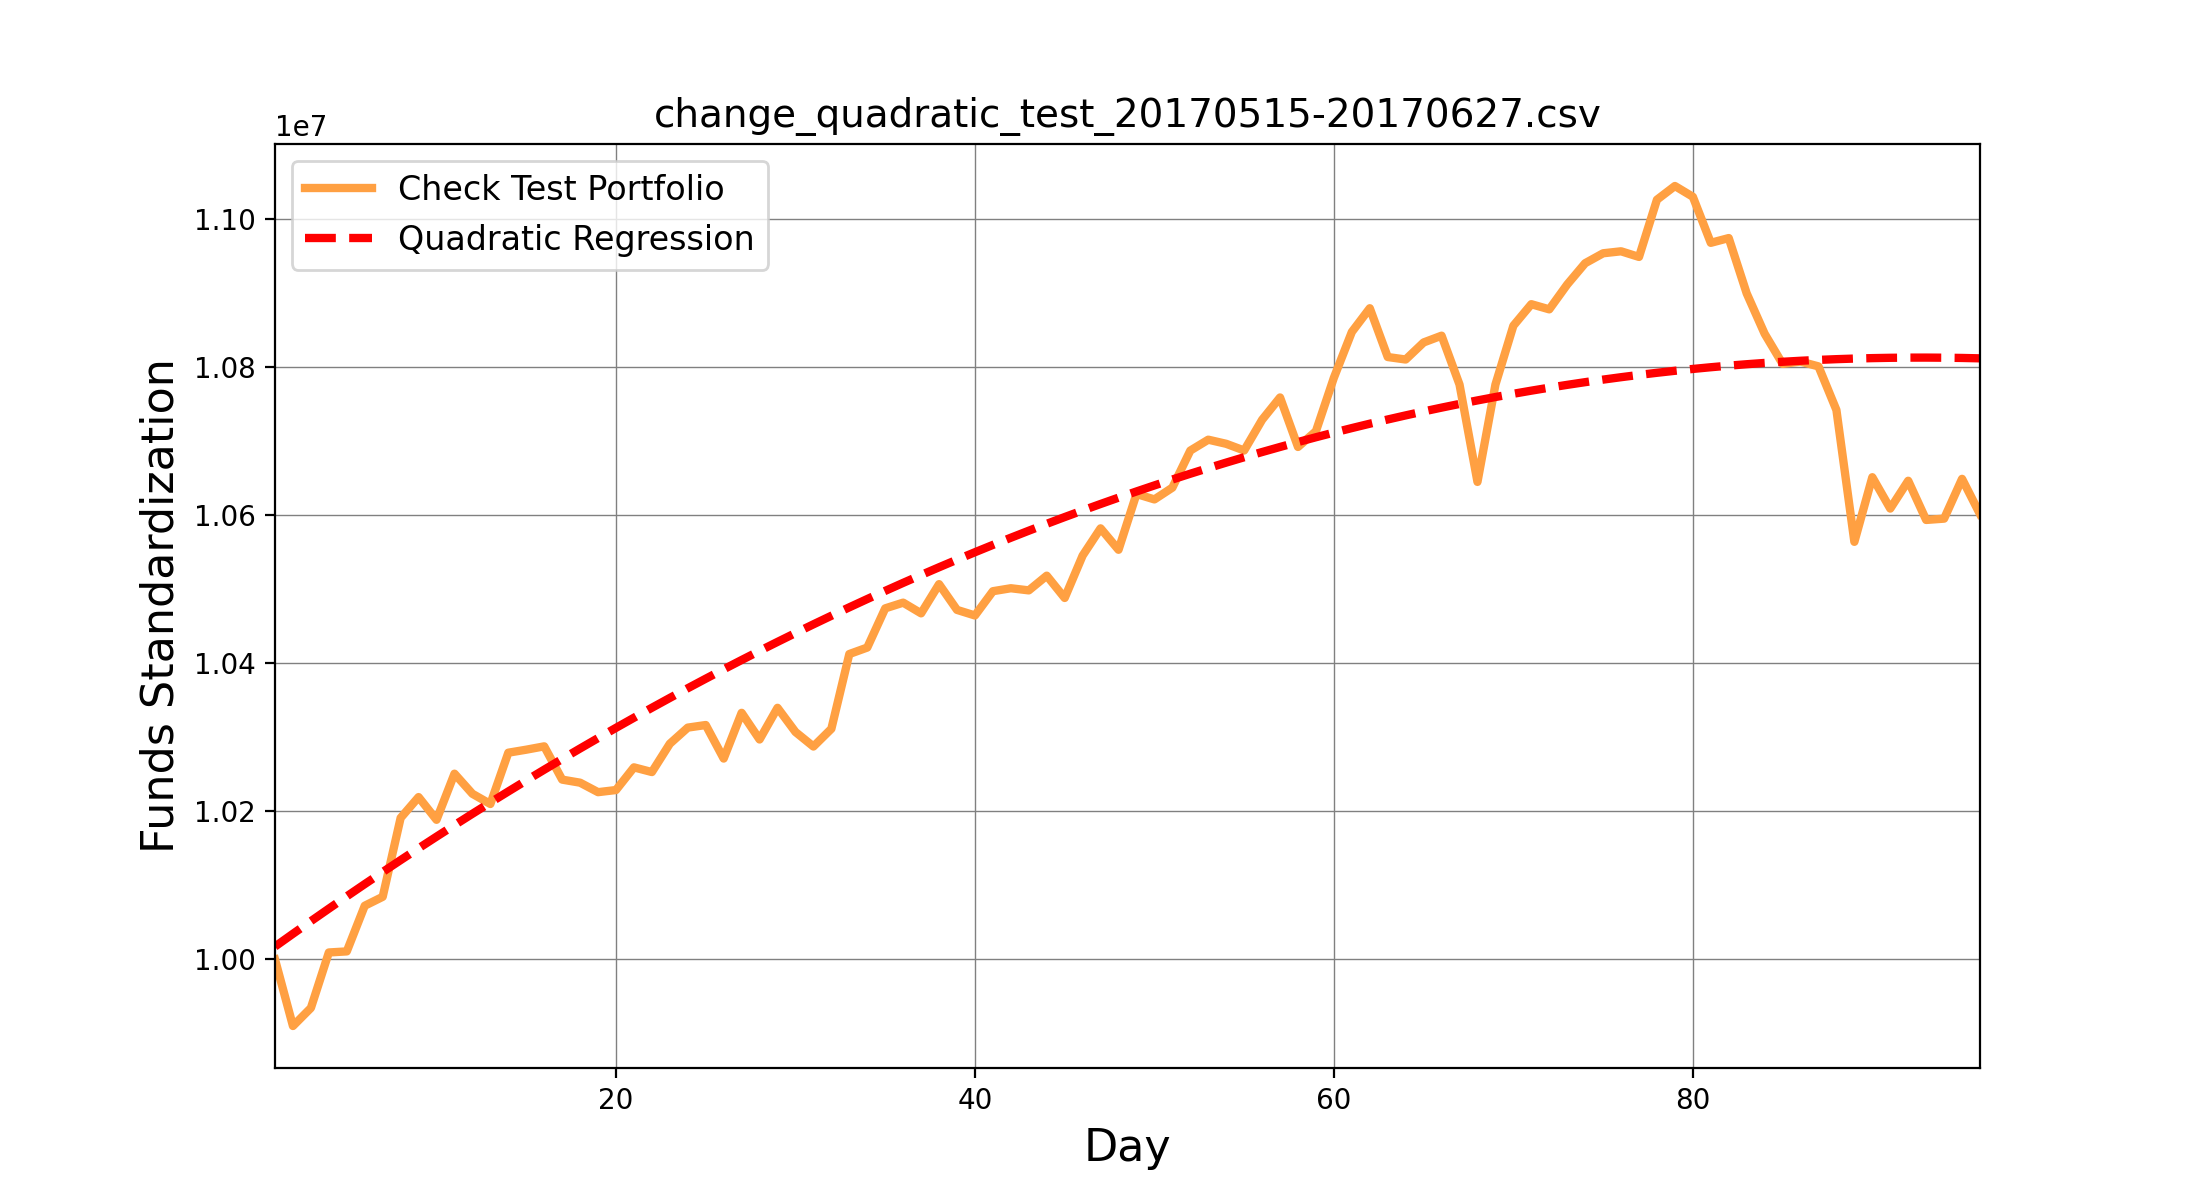 change_quadratic_test_20170515-20170627.csv
1e7
Check Test Portfolio
Quadratic Regression
1.10
1.08
1.06
1.04
1.02
1.00
Funds Standardization
20 40 60 80
Day